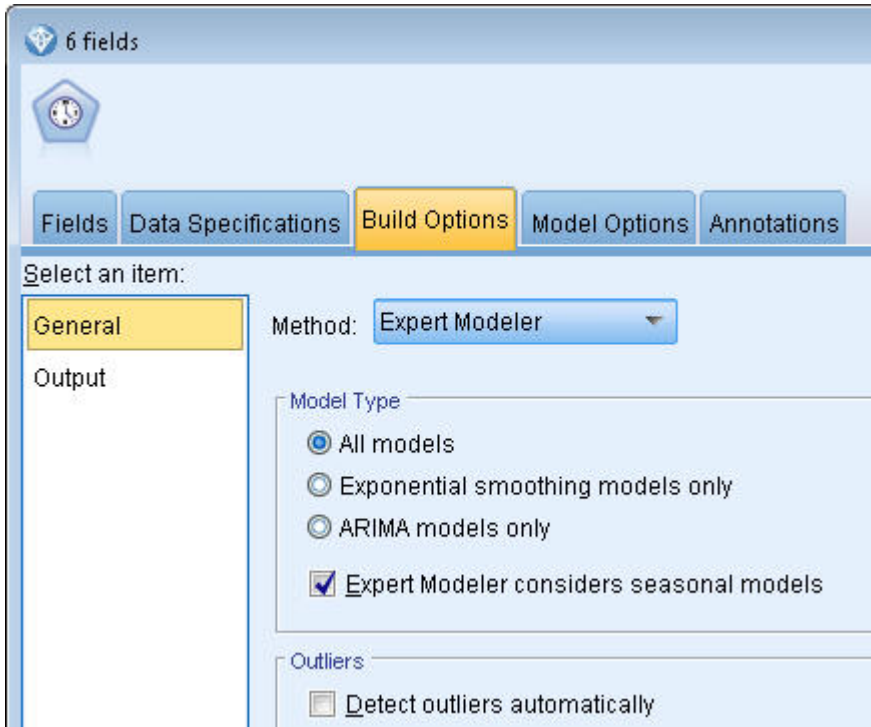 6 fields
Fields Data Specifications Build Options Model Options Annotations
Select an item:
General
Output
Method: Expert Modeler
Model Type
All models
Exponential smoothing models only
ARIMA models only
Expert Modeler considers seasonal models
Outliers
Detect outliers automatically